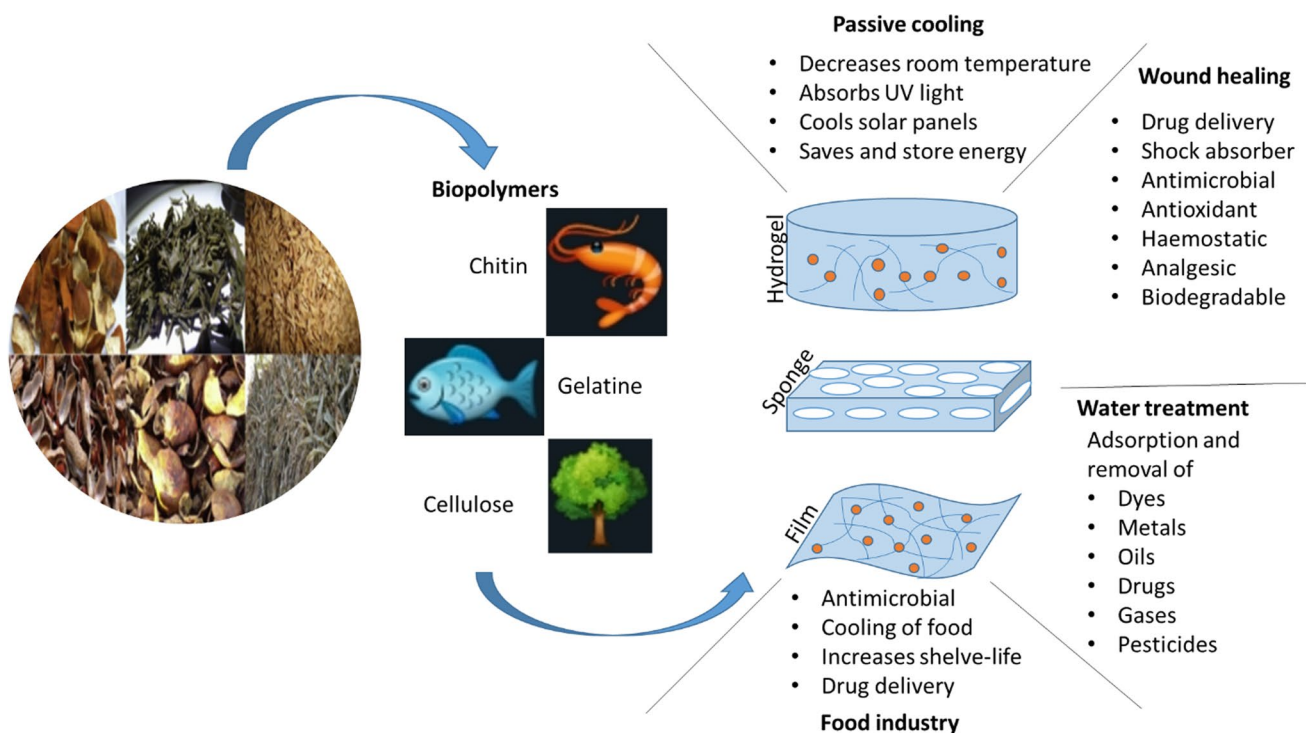 Passive cooling
• Decreases room temperature
• Absorbs UV light
• Cools solar panels
• Saves and store energy
Wound healing
• Drug delivery
• Shock absorber
• Antimicrobial
• Antioxidant
• Haemostatic
• Analgesic
• Biodegradable
Biopolymers
Chitin
Gelatine
Cellulose
Hydrogel
Sponge
Film
Water treatment
Adsorption and
removal of
• Dyes
• Metals
• Oils
• Drugs
• Gases
• Pesticides
• Antimicrobial
• Cooling of food
• Increases shelve-life
• Drug delivery
Food industry